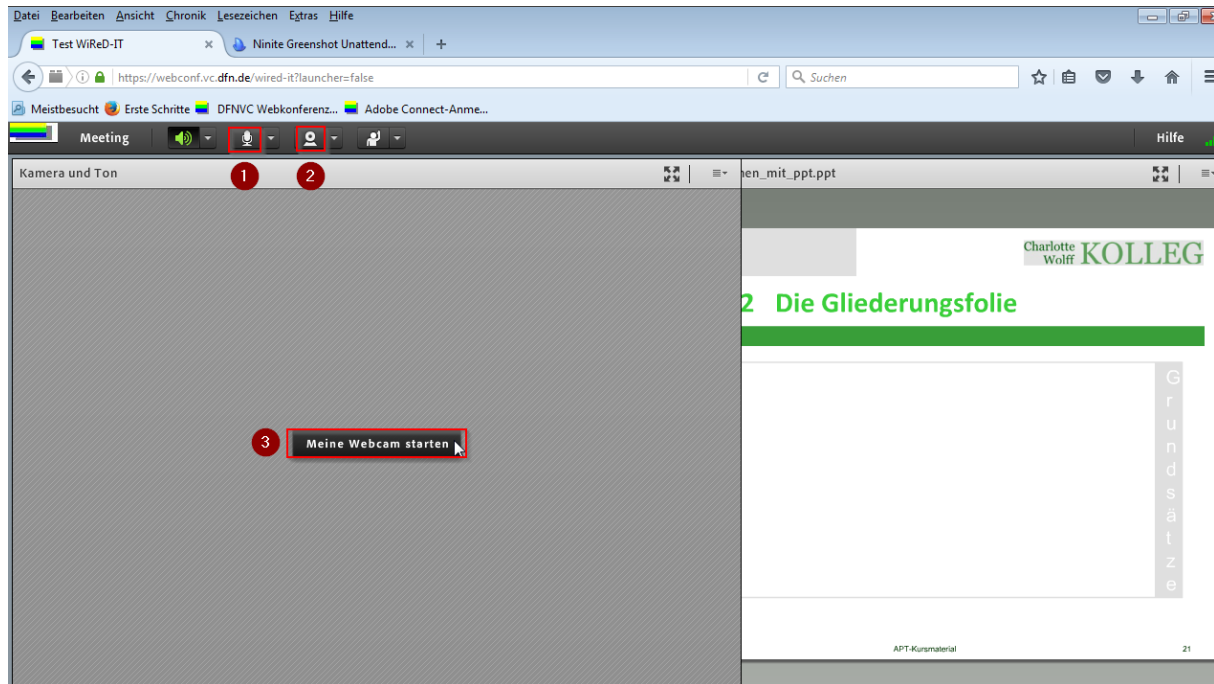 Datei Bearbeiten Ansicht Chronik Lesezeichen Extras Hilfe
Test WiReD-IT
Ninite Greenshot Unattend...
https://webconf.vc.dfn.de/wired-it?launcher=false
Suchen
Meistbesucht Erste Schritte DFNVC Webkonferenz... Adobe Connect-Anme...
Meeting
Hilfe
1
2
Kamera und Ton
nen_mit_ppt.ppt
Charlotte
Wolff KOLLEG
2 Die Gliederungsfolie
Grundsätze
3
Meine Webcam starten
APT-Kursmaterial
21